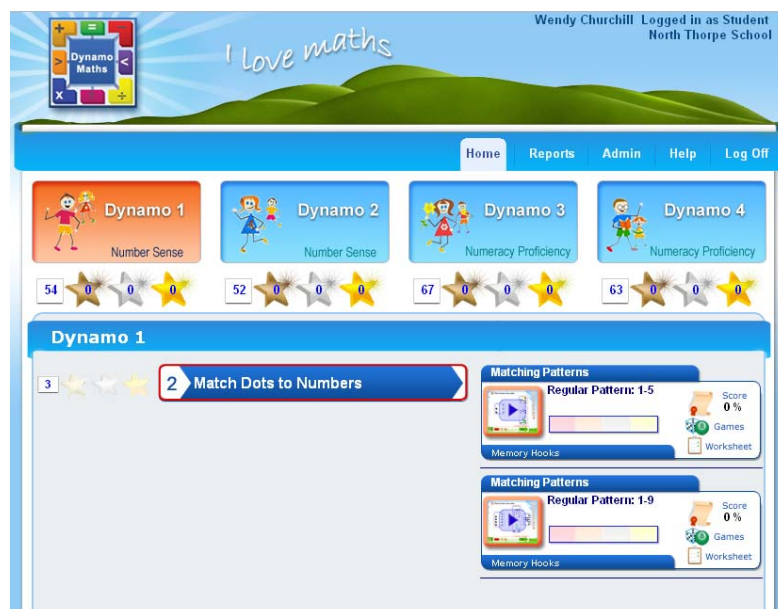 Wendy Churchill Logged in as Student
North Thorpe School
Dynamo
Maths
I love maths
Home Reports Admin Help Log Off
Dynamo 1
Number Sense
Dynamo 2
Number Sense
Dynamo 3
Numeracy Proficiency
Dynamo 4
Numeracy Proficiency
54 0 0 0
52 0 0 0
67 0 0 0
63 0 0 0
Dynamo 1
3
2 Match Dots to Numbers
Matching Patterns
Regular Pattern: 1-5
Score
0 %
Games
Worksheet
Memory Hooks
Matching Patterns
Regular Pattern: 1-9
Score
0 %
Games
Worksheet
Memory Hooks